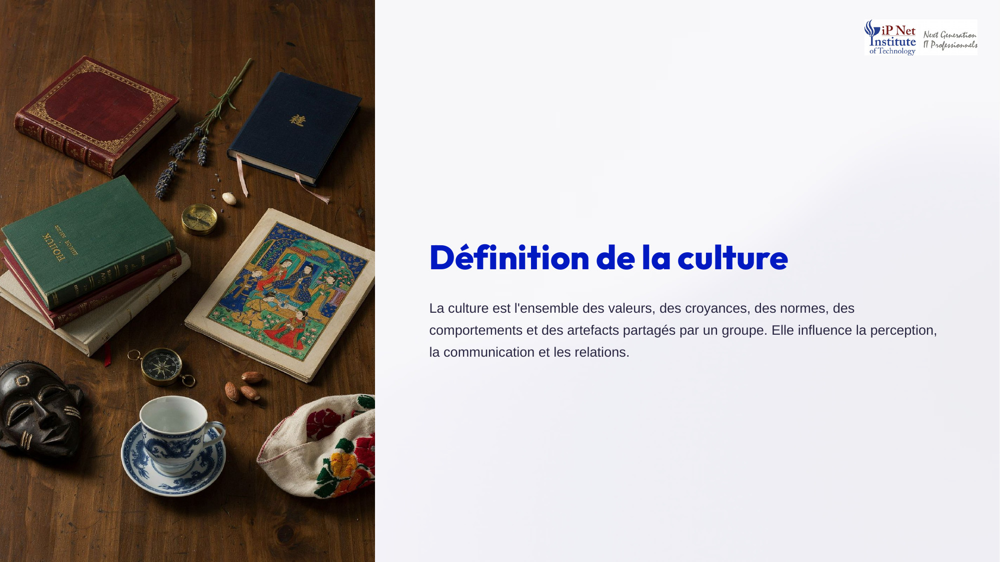 iP Net
Institute
of Technology
Next Generation
IT Professionnels
Définition de la culture
La culture est l'ensemble des valeurs, des croyances, des normes, des
comportements et des artefacts partagés par un groupe. Elle influence la perception,
la communication et les relations.